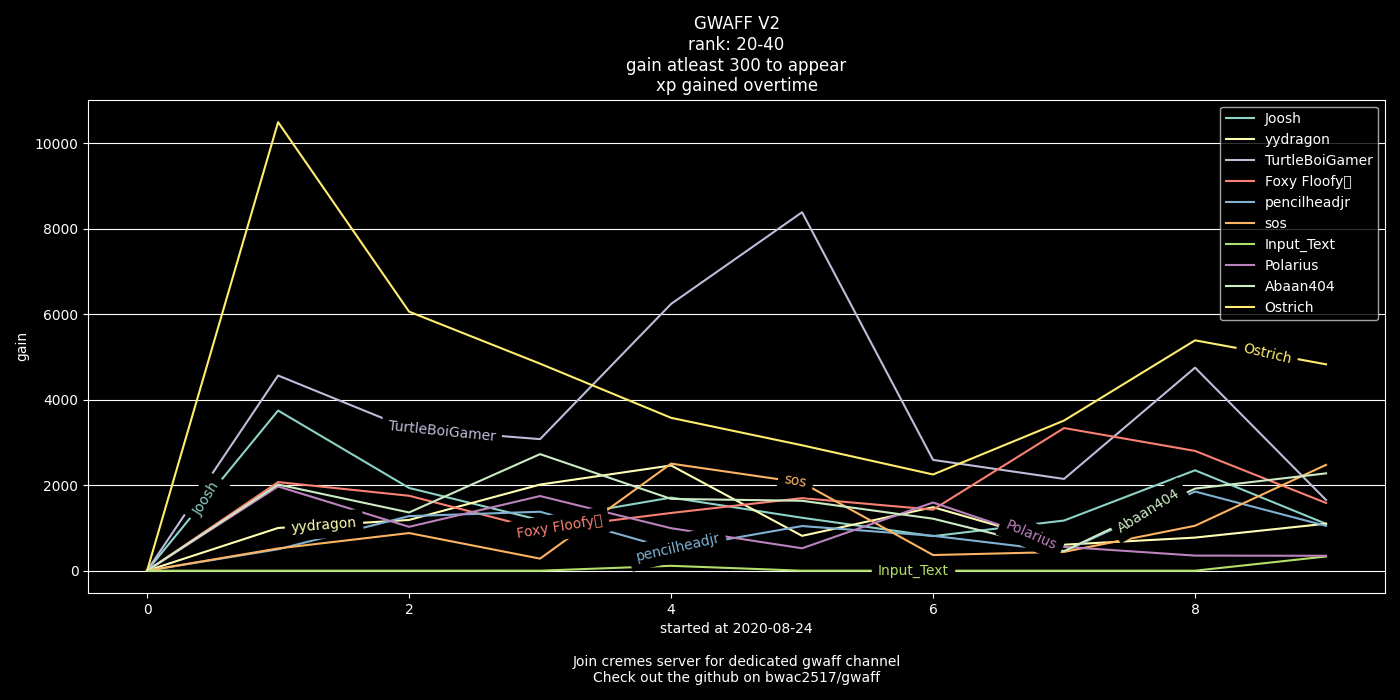 GWAFF V2
rank: 20-40
gain atleast 300 to appear
xp gained overtime
gain
10000
8000
6000
4000
2000
0
0
2
4
6
8
started at 2020-08-24
Joosh
yydragon
TurtleBoiGamer
Foxy Floofy
pencilheadjr
sos
Input_Text
Polarius
Abaan404
Ostrich
Joosh
yydragon
TurtleBoiGamer
Foxy Floofy
pencilheadjr
sos
Input_Text
Polarius
Abaan404
Ostrich
Join cremes server for dedicated gwaff channel
Check out the github on bwac2517/gwaff